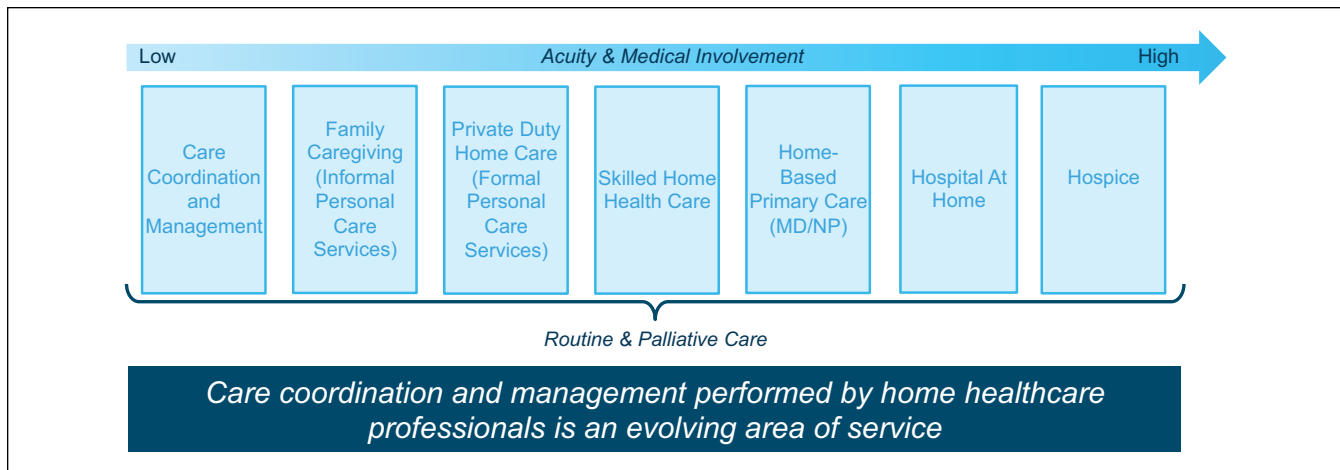 Low Acuity & Medical Involvement High
Care
Coordination
and
Management
Family
Caregiving
(Informal
Personal
Care
Services)
Private Duty
Home Care
(Formal
Personal
Care
Services)
Skilled Home
Health Care
Home-
Based
Primary Care
(MD/NP)
Hospital At
Home
Hospice
Routine & Palliative Care
Care coordination and management performed by home healthcare
professionals is an evolving area of service